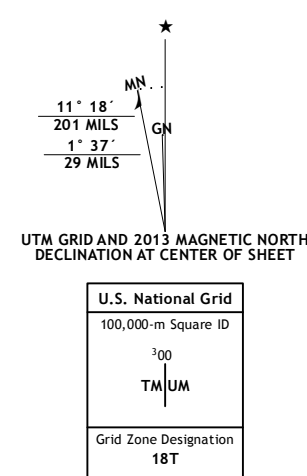 ★
MN
11° 18´
201 MILS
GN
1° 37´
29 MILS
UTM GRID AND 2013 MAGNETIC NORTH
DECLINATION AT CENTER OF SHEET
U.S. National Grid
100,000-m Square ID
³00
TM UM
Grid Zone Designation
18T